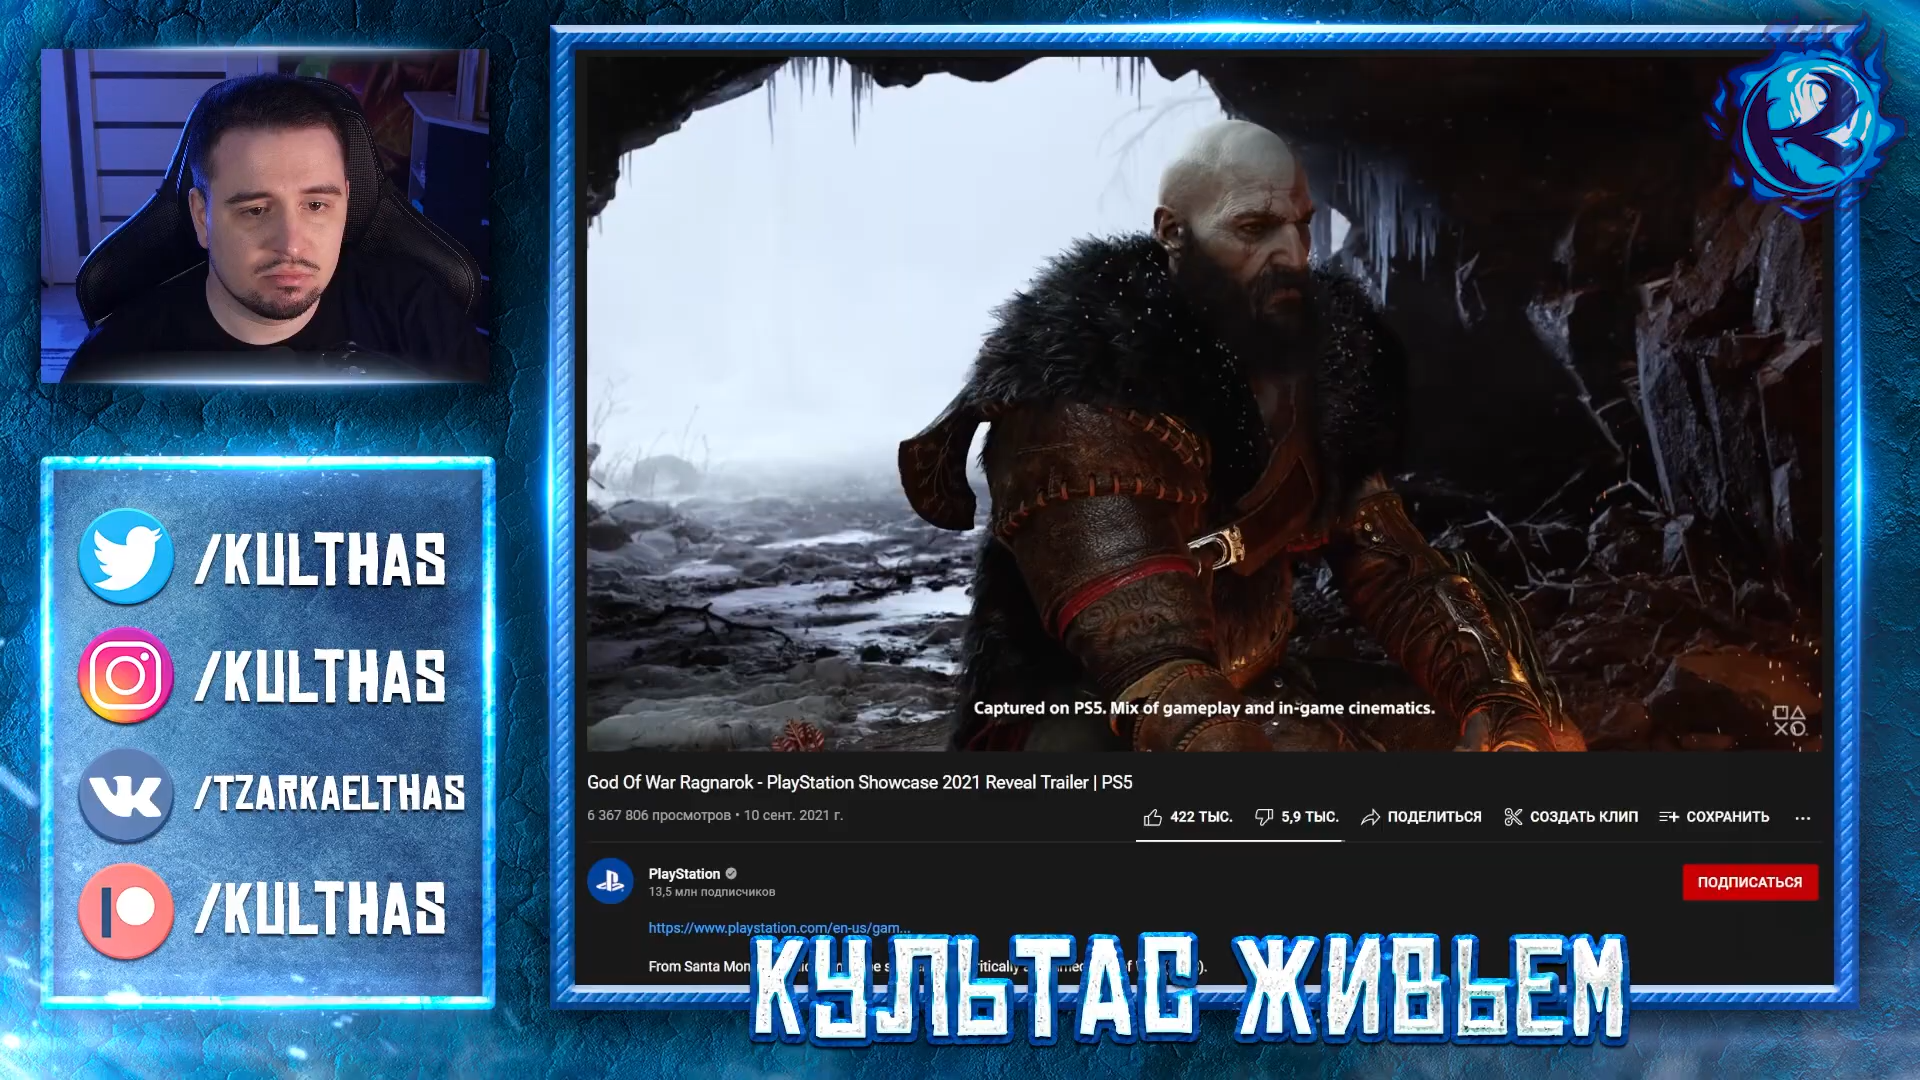 /KULTHAS
/KULTHAS
/TZARKAELTHAS
/KULTHAS
Captured on PS5. Mix of gameplay and in-game cinematics.
God Of War Ragnarok - PlayStation Showcase 2021 Reveal Trailer | PS5
6 367 806 просмотров • 10 сент. 2021 г.
422 ТЫС. 5,9 ТЫС. ПОДЕЛИТЬСЯ СОЗДАТЬ КЛИП СОХРАНИТЬ ...
PlayStation
13,5 млн подписчиков
ПОДПИСАТЬСЯ
https://www.playstation.com/en-us/gam...
From Santa
КУЛЬТАС ЖИВЬЕМ